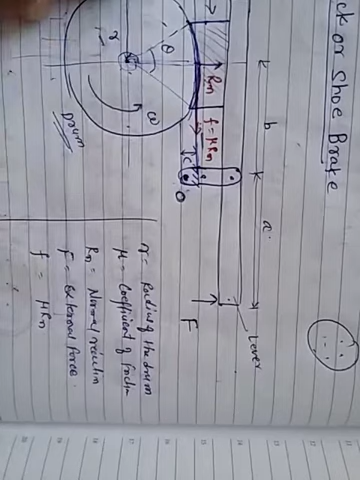 ck or Shoe Brake
b
a
Lever
F
Rn
f = μRn
c
O
r
θ
ω
Drum
r = Radius of the drum
μ = Coefficient of
Rn = Normal reaction
F = External force.
f = μRn